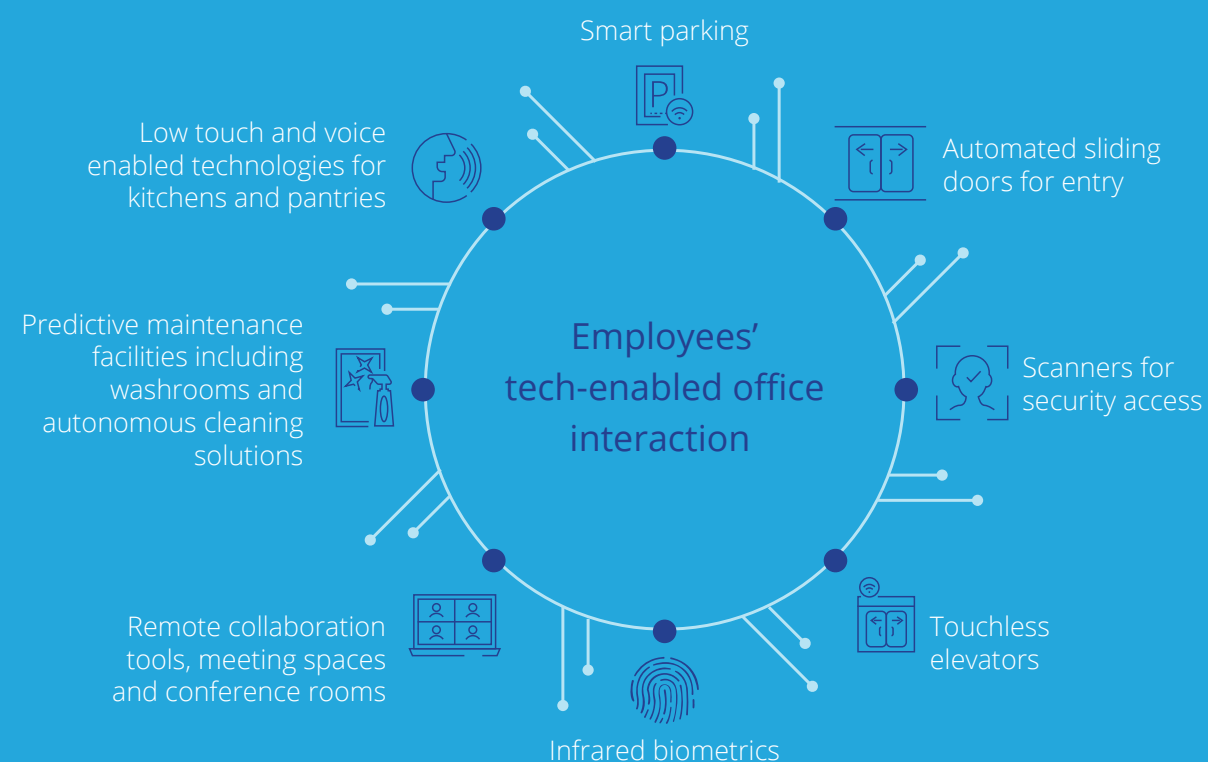 Smart parking
Automated sliding
doors for entry
Scanners for
security access
Touchless
elevators
Infrared biometrics
Remote collaboration
tools, meeting spaces
and conference rooms
Predictive maintenance
facilities including
washrooms and
autonomous cleaning
solutions
Low touch and voice
enabled technologies for
kitchens and pantries
Employees’
tech-enabled office
interaction
P